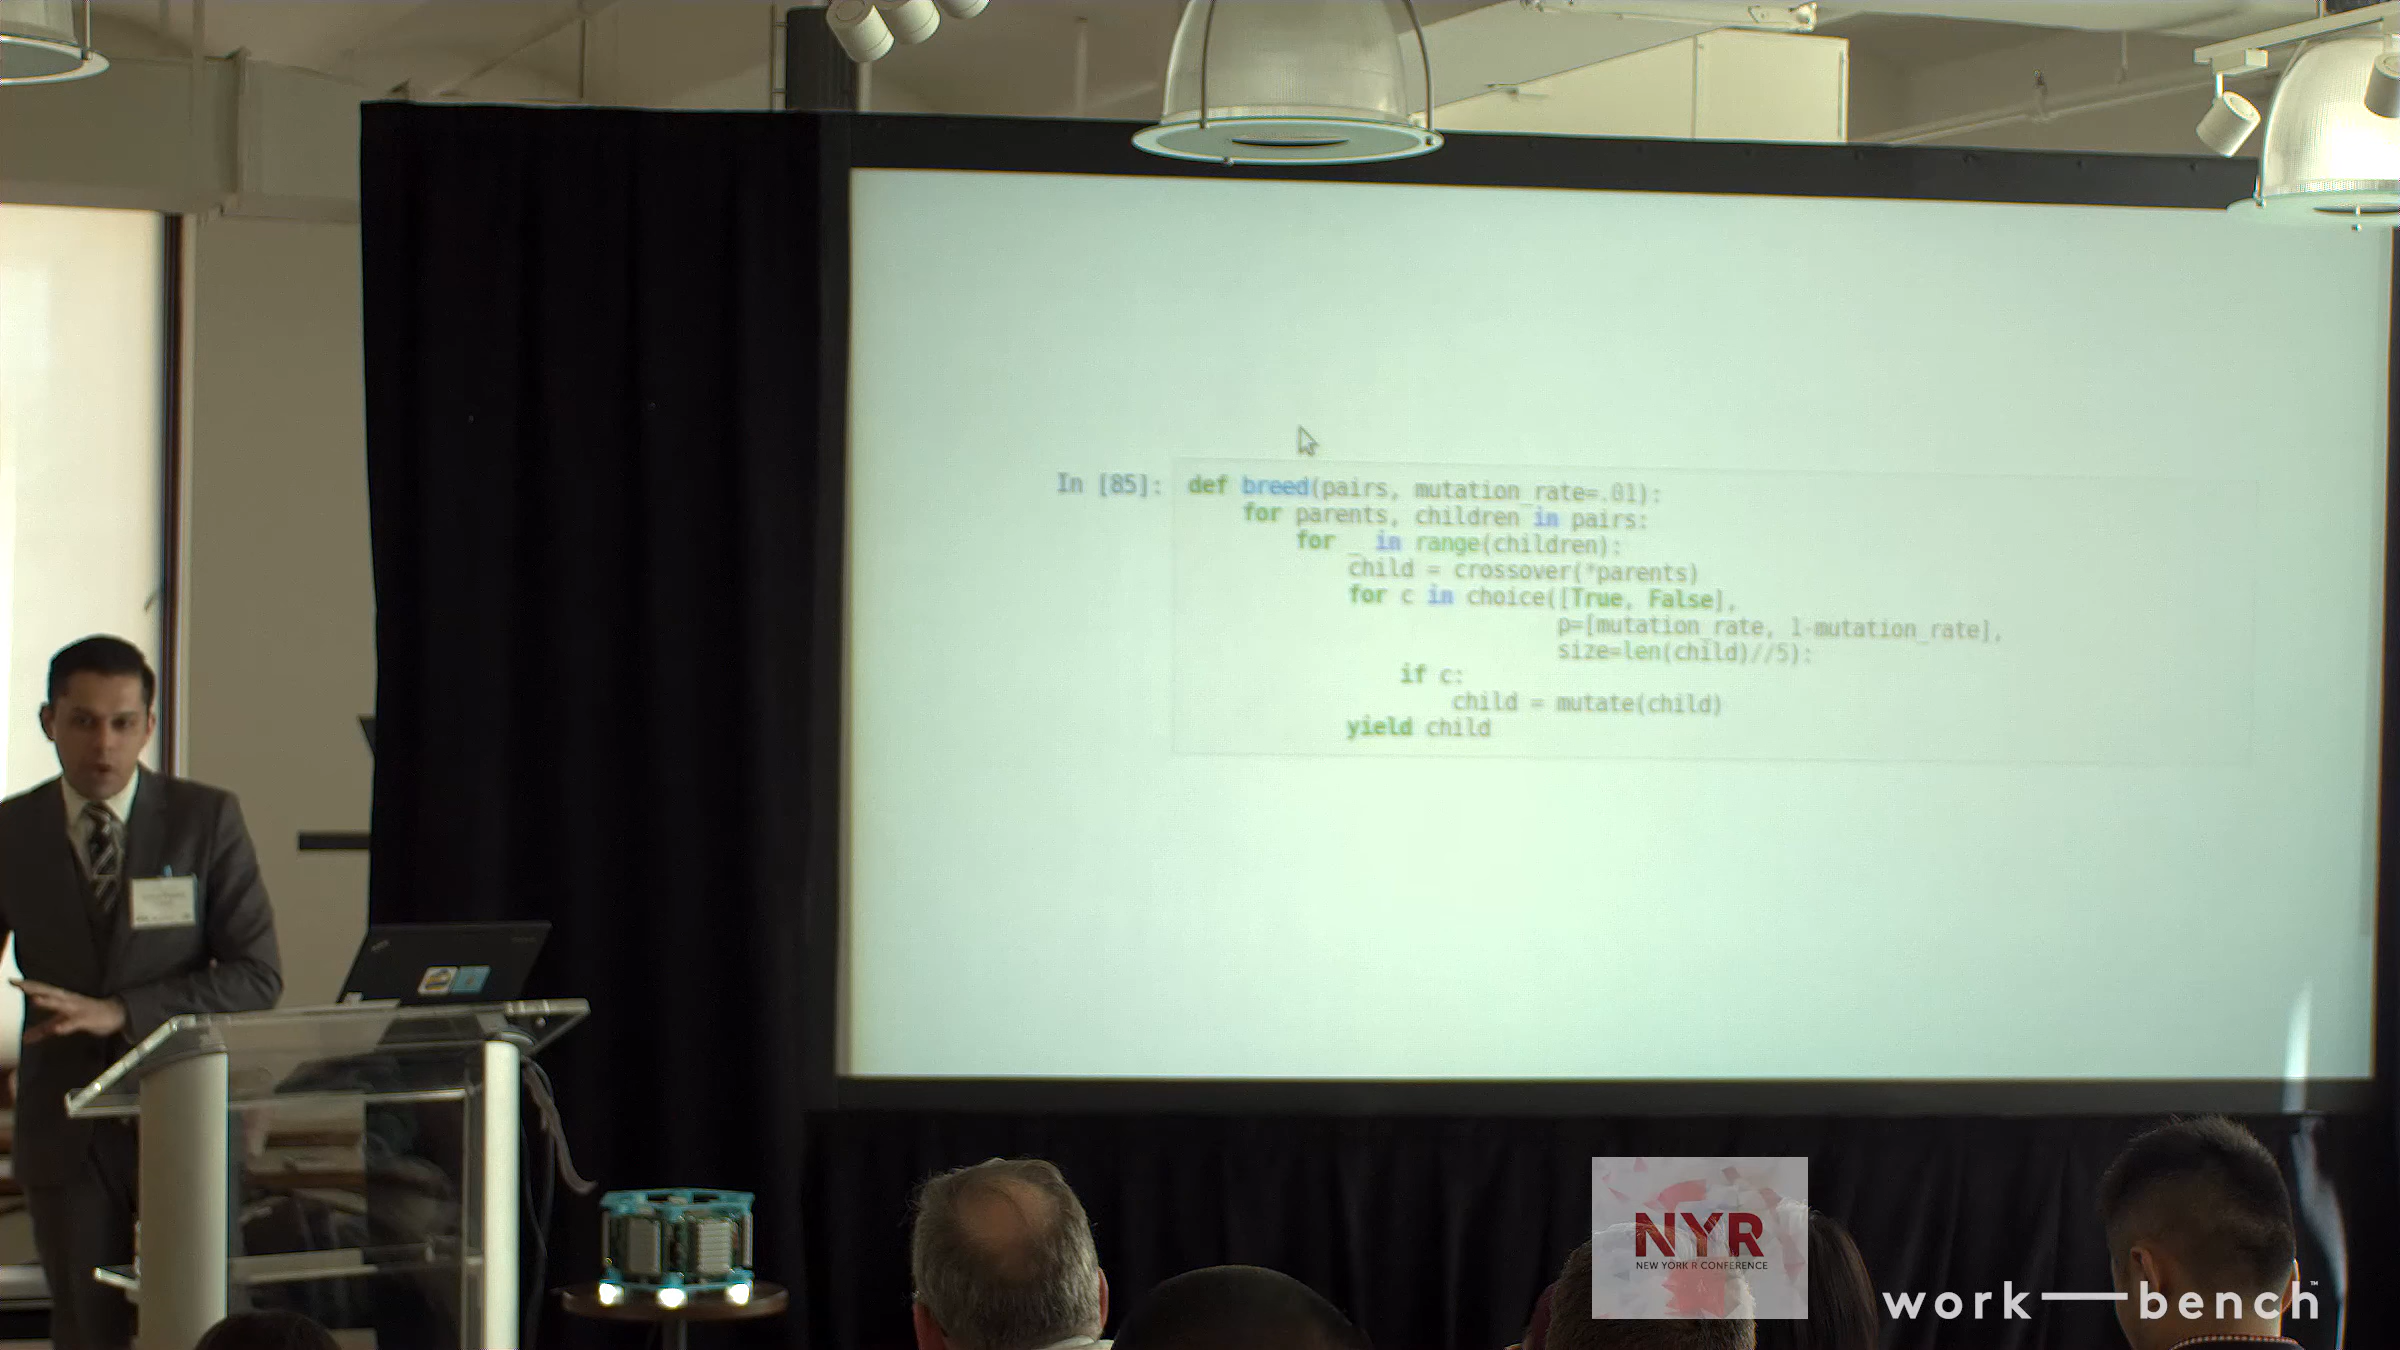 In [85]: def breed(pairs, mutation_rate=.01):
for parents, children in pairs:
for _ in range(children):
child = crossover(*parents)
for c in choice([True, False],
p=[mutation_rate, 1-mutation_rate],
size=len(child)//5):
if c:
child = mutate(child)
yield child
NYR
NEW YORK R CONFERENCE
work—bench™